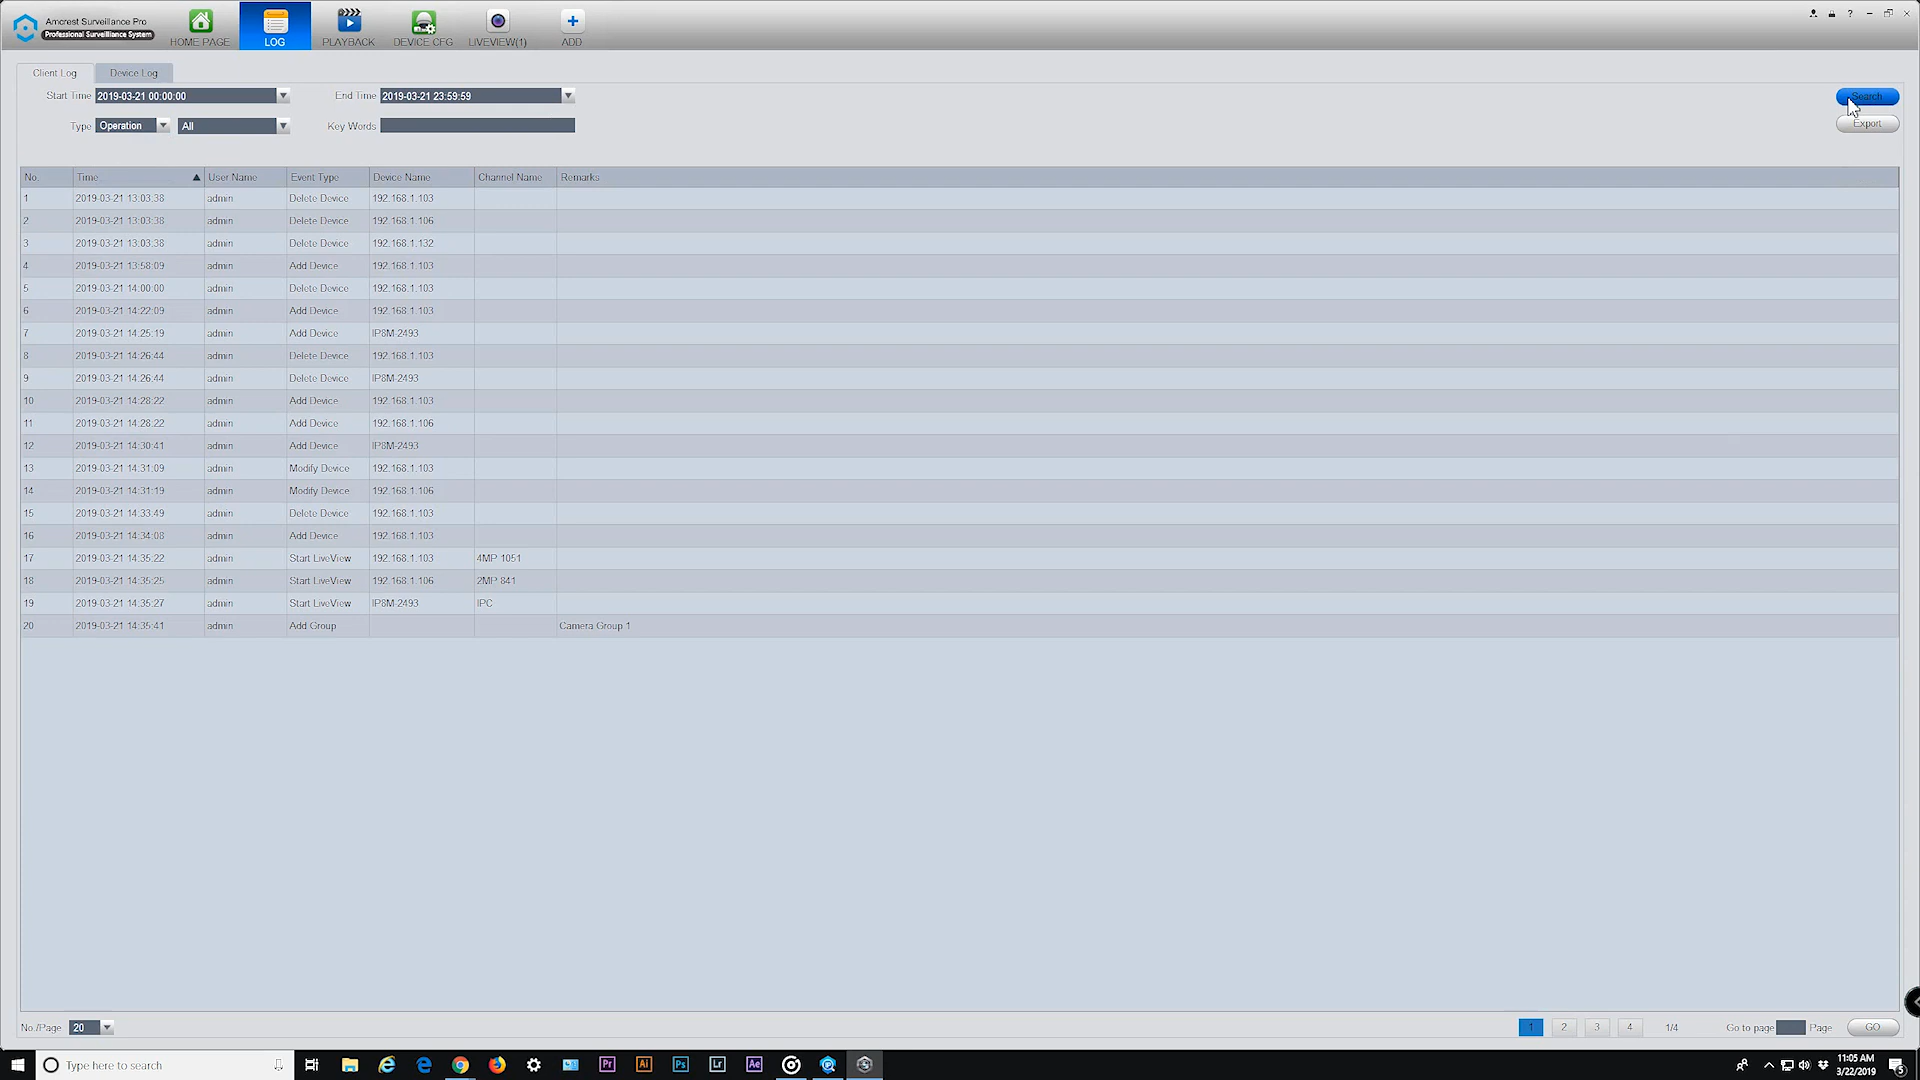 Amcrest Surveillance Pro
Professional Surveillance System
HOME PAGE
LOG
PLAYBACK
DEVICE CFG
LIVEVIEW(1)
ADD
Client Log Device Log
Start Time 2019-03-21 00:00:00 End Time 2019-03-21 23:59:59 Search
Type Operation All Key Words Export
No. Time User Name Event Type Device Name Channel Name Remarks
1 2019-03-21 13:03:38 admin Delete Device 192.168.1.103
2 2019-03-21 13:03:38 admin Delete Device 192.168.1.106
3 2019-03-21 13:03:38 admin Delete Device 192.168.1.132
4 2019-03-21 13:58:09 admin Add Device 192.168.1.103
5 2019-03-21 14:00:00 admin Delete Device 192.168.1.103
6 2019-03-21 14:22:09 admin Add Device 192.168.1.103
7 2019-03-21 14:25:19 admin Add Device IP8M-2493
8 2019-03-21 14:26:44 admin Delete Device 192.168.1.103
9 2019-03-21 14:26:44 admin Delete Device IP8M-2493
10 2019-03-21 14:28:22 admin Add Device 192.168.1.103
11 2019-03-21 14:28:22 admin Add Device 192.168.1.106
12 2019-03-21 14:30:41 admin Add Device IP8M-2493
13 2019-03-21 14:31:09 admin Modify Device 192.168.1.103
14 2019-03-21 14:31:19 admin Modify Device 192.168.1.106
15 2019-03-21 14:33:49 admin Delete Device 192.168.1.103
16 2019-03-21 14:34:08 admin Add Device 192.168.1.103
17 2019-03-21 14:35:22 admin Start LiveView 192.168.1.103 4MP 1051
18 2019-03-21 14:35:25 admin Start LiveView 192.168.1.106 2MP 841
19 2019-03-21 14:35:27 admin Start LiveView IP8M-2493 IPC
20 2019-03-21 14:35:41 admin Add Group Camera Group 1
No./Page 20 1 2 3 4 1/4 Go to page Page GO
Type here to search Pr Ai Ps Lr Ae 11:05 AM
3/22/2019 5